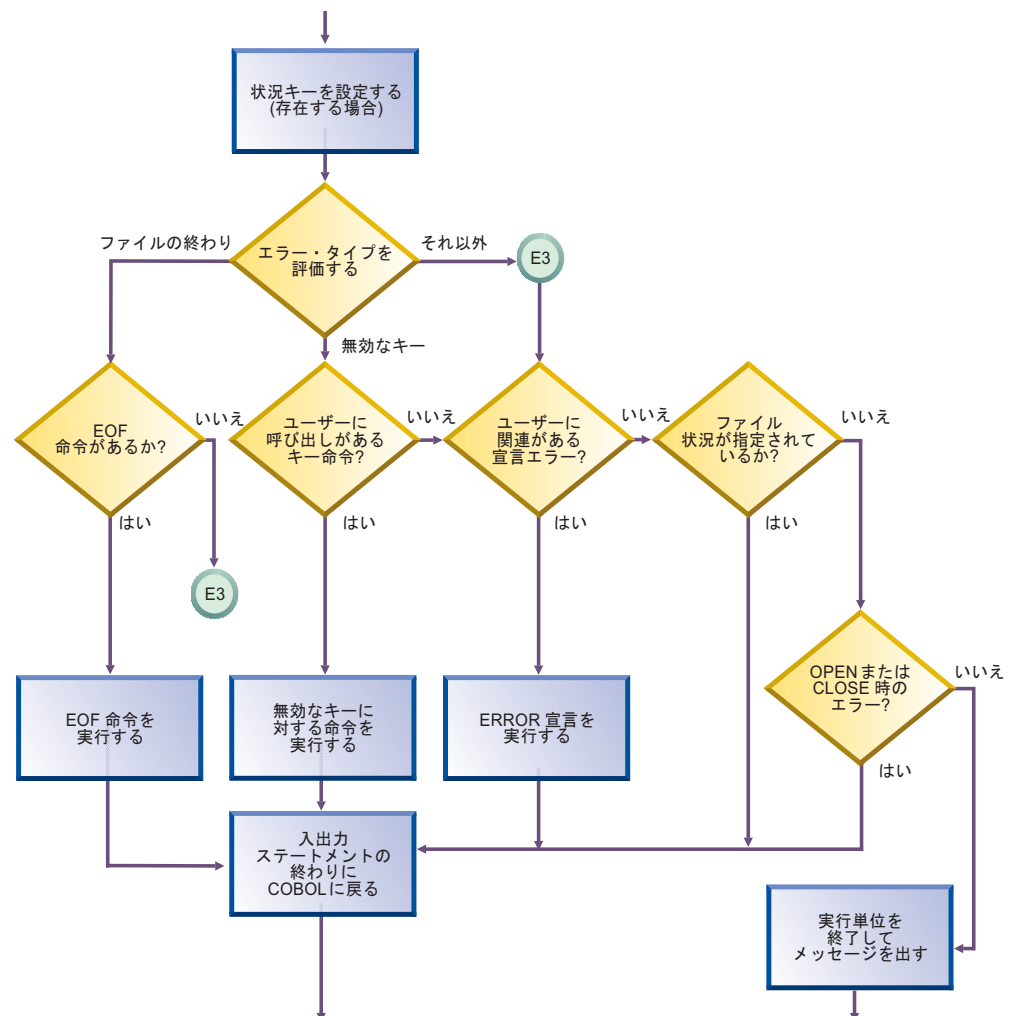 状況キーを設定する
(存在する場合)
ファイルの終わり
エラー・タイプを
評価する
それ以外
E3
無効なキー
EOF
命令があるか?
いいえ
ユーザーに
呼び出しがある
キー命令?
いいえ
ユーザーに
関連がある
宣言エラー?
いいえ
ファイル
状況が指定されて
いるか?
いいえ
はい
はい
はい
はい
E3
OPENまたは
CLOSE 時の
エラー?
いいえ
はい
EOF 命令を
実行する
無効なキーに
対する命令を
実行する
ERROR 宣言を
実行する
入出力
ステートメントの
終わりに
COBOLに戻る
実行単位を
終了して
メッセージを出す